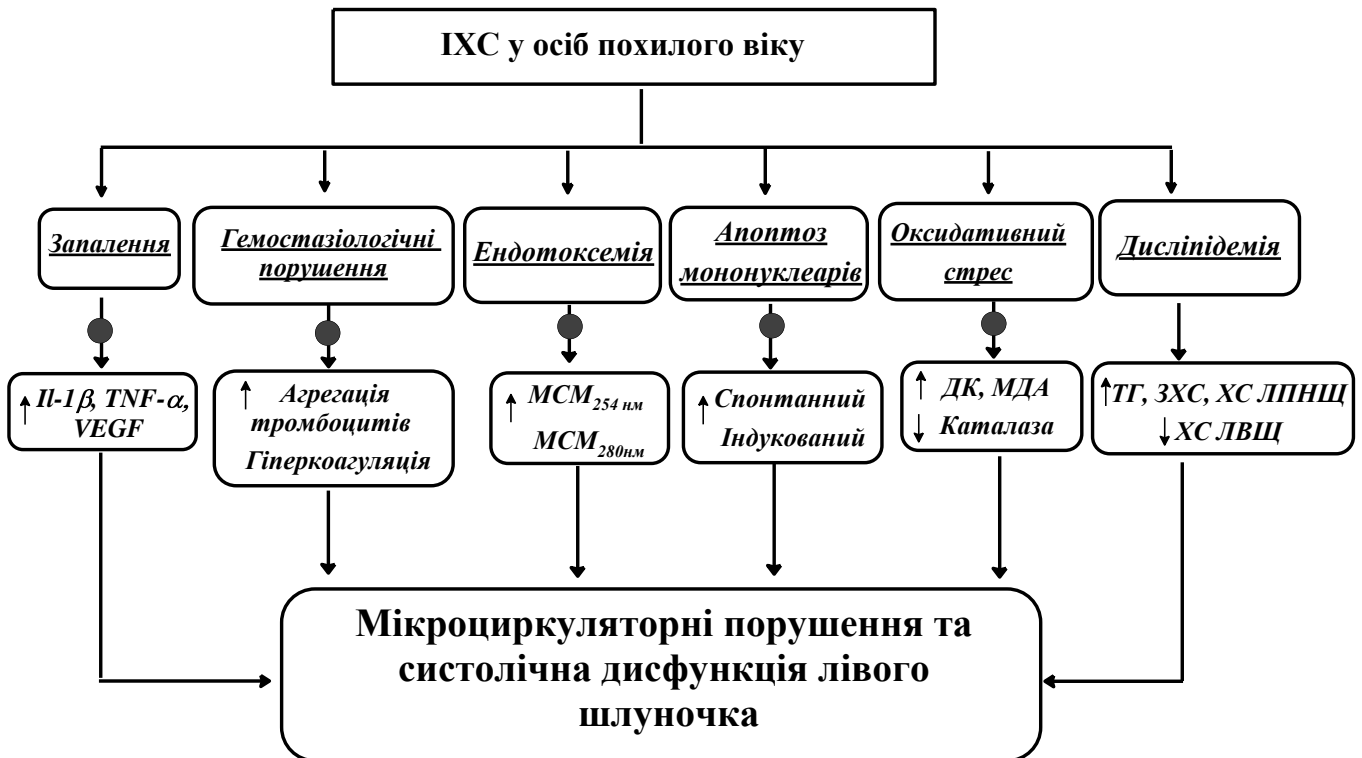 ІХС у осіб похилого віку
Запалення
Гемостазіологічні
порушення
Ендотоксемія
Апоптоз
мононуклеарів
Оксидативний
стрес
Дисліпідемія
↑ Il-1β, TNF-α,
VEGF
↑ Агрегація
тромбоцитів
Гіперкоагуляція
↑ МСМ254 нм
МСМ280нм
↑ Спонтанний
Індукований
↑ ДК, МДА
↓ Каталаза
↑ТГ, ЗХС, ХС ЛПНЩ
↓ ХС ЛВЩ
Мікроциркуляторні порушення та
систолічна дисфункція лівого
шлуночка